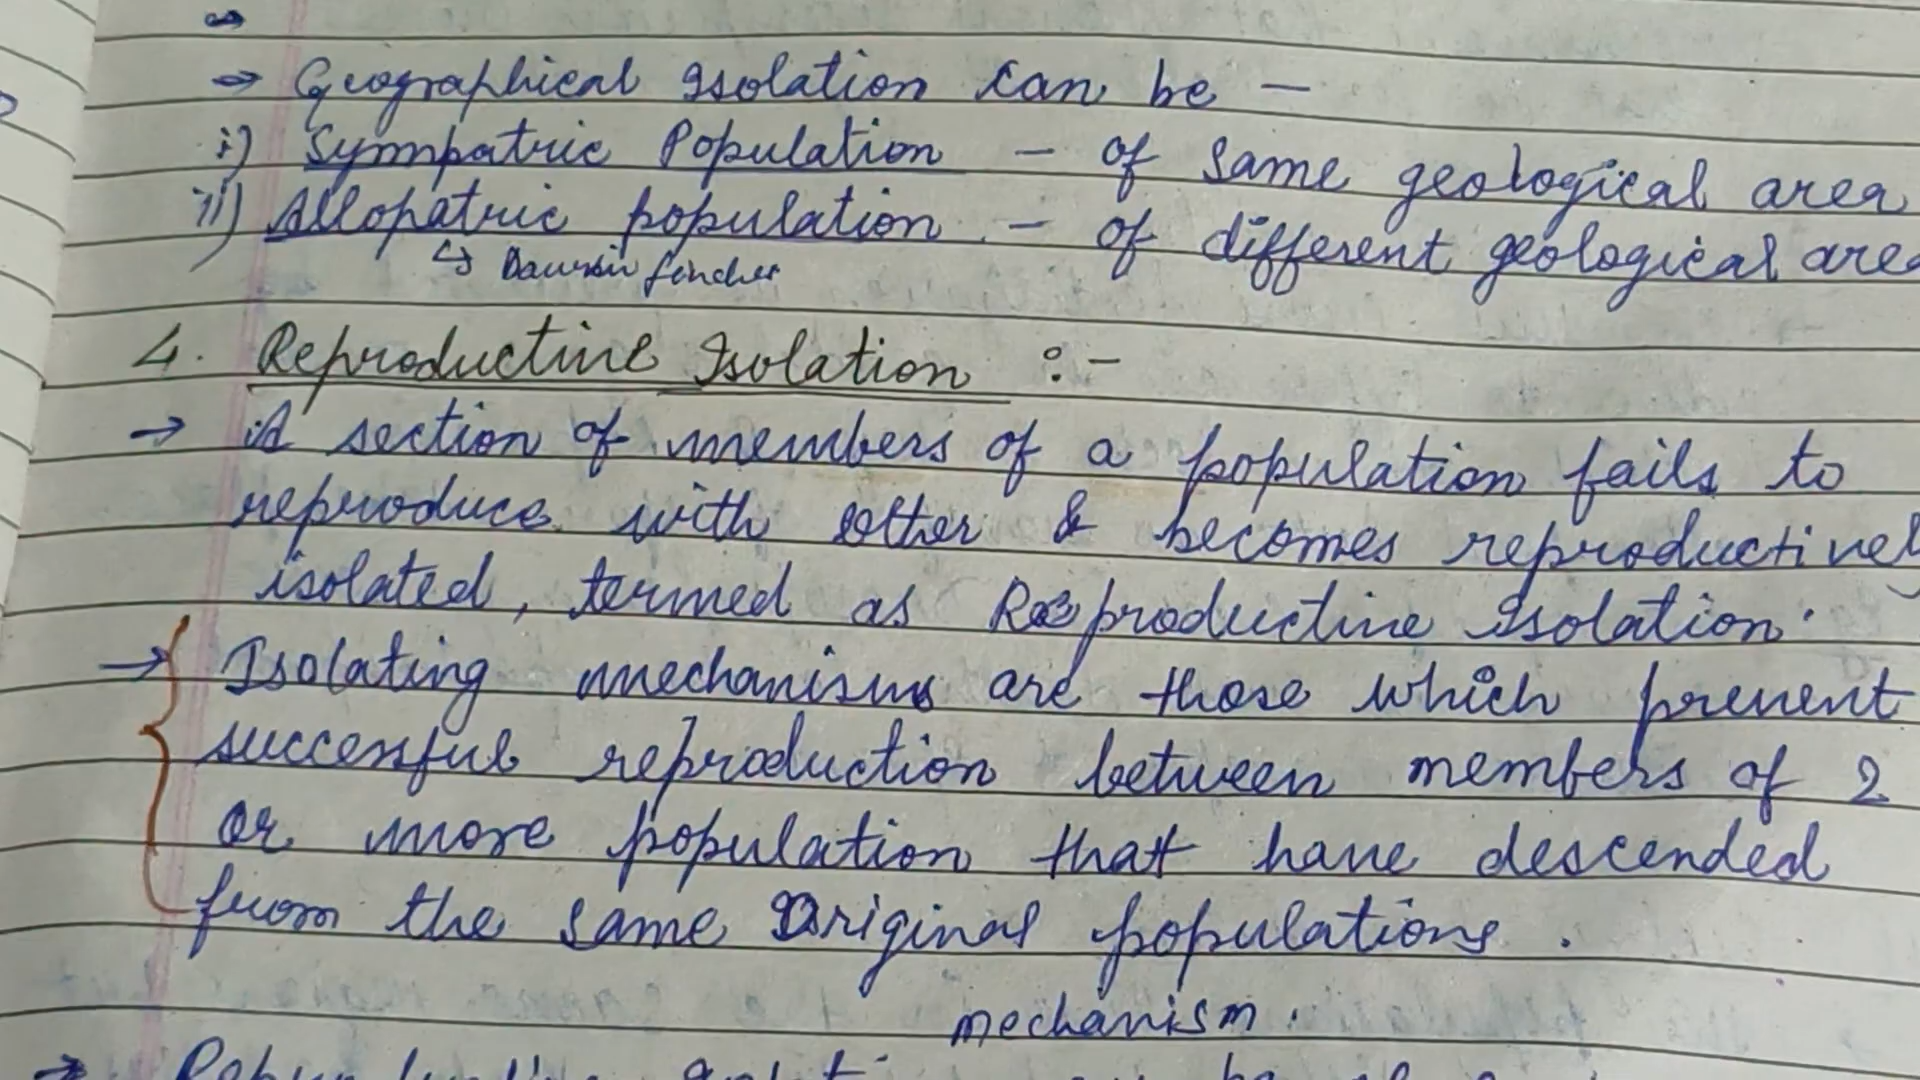 ⇒ Geographical Isolation can be —
i) Sympatric Population - of same geological area
ii) Allopatric population - of different geological area
↳ Darwin finches
4. Reproductive Isolation :-
→ A section of members of a population fails to
reproduce with other & becomes reproductively
isolated, termed as Reproductive Isolation.
→ Isolating mechanisms are those which prevent
successful reproduction between members of 2
or more population that have descended
from the same original populations.
mechanism.